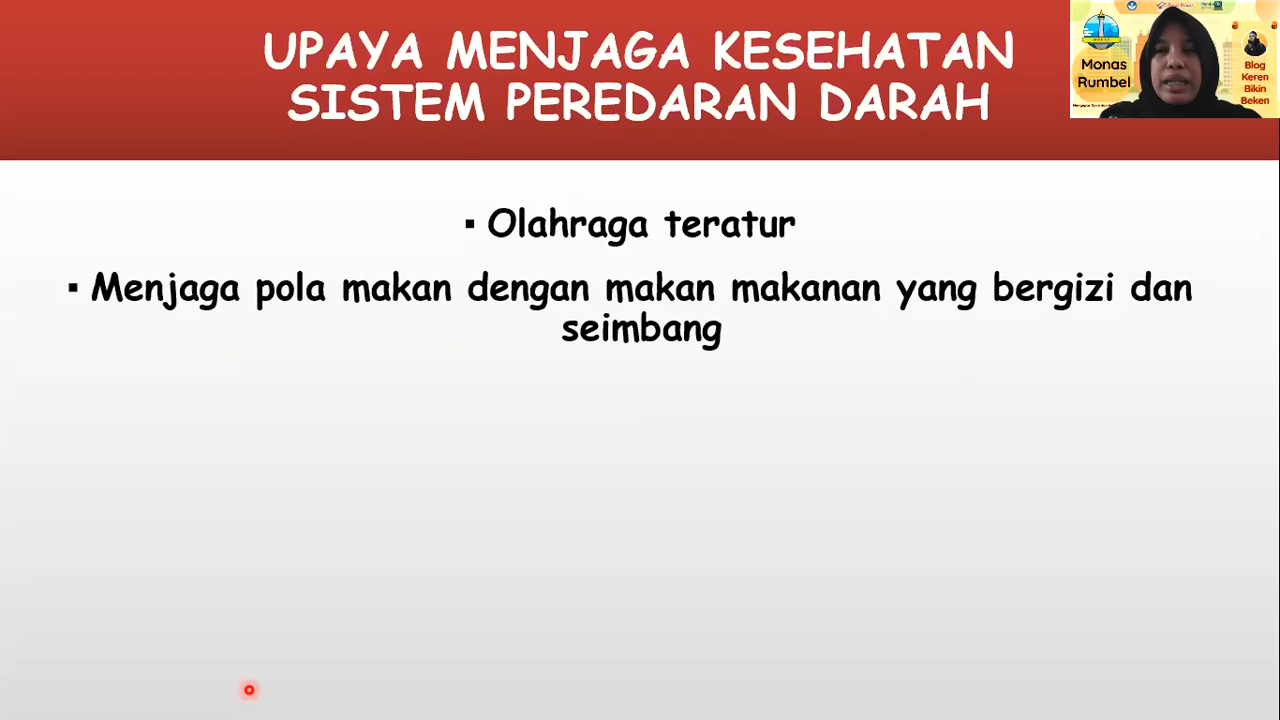 UPAYA MENJAGA KESEHATAN
SISTEM PEREDARAN DARAH
▪ Olahraga teratur
▪ Menjaga pola makan dengan makan makanan yang bergizi dan
seimbang
Monas
Rumbel
Blog
Keren
Bikin
Beken